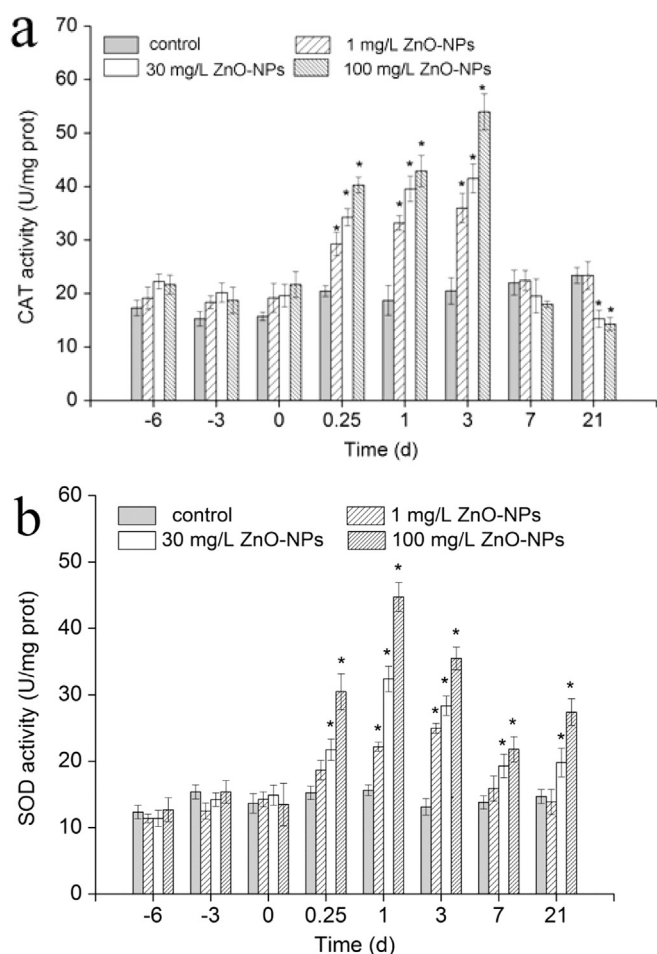 a
70
60
50
40
30
20
10
0
CAT activity (U/mg prot)
control
1 mg/L ZnO-NPs
30 mg/L ZnO-NPs
100 mg/L ZnO-NPs
* * *
* * *
* * *
* *
-6 -3 0 0.25 1 3 7 21
Time (d)
b
60
50
40
30
20
10
0
SOD activity (U/mg prot)
control
1 mg/L ZnO-NPs
30 mg/L ZnO-NPs
100 mg/L ZnO-NPs
* *
* * *
* * *
* *
* *
-6 -3 0 0.25 1 3 7 21
Time (d)